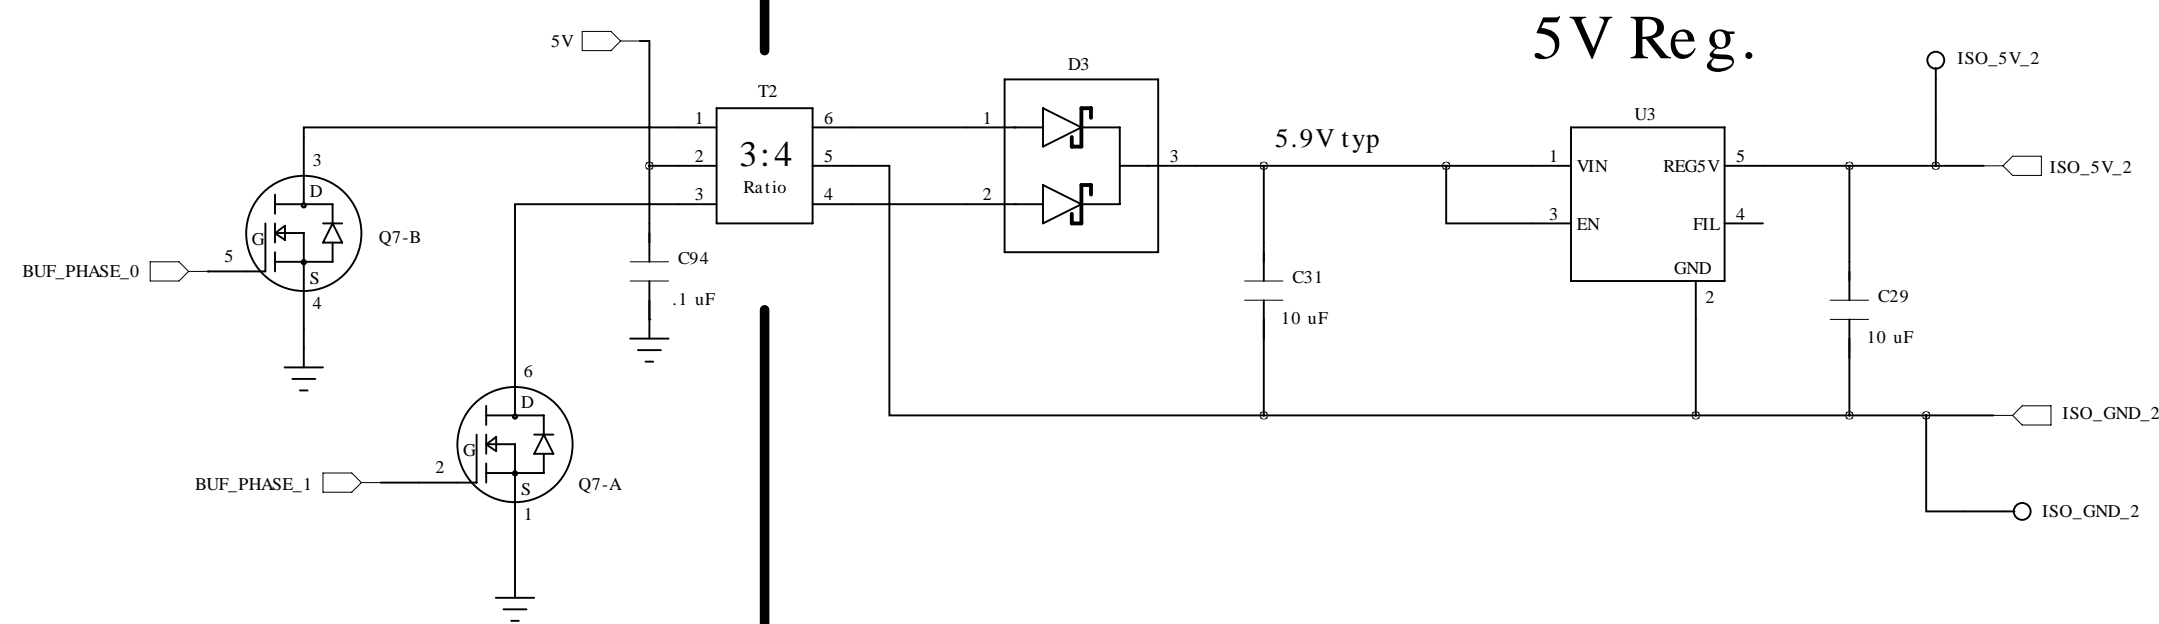 5V Reg.
5V
ISO_5V_2
D3
T2
U3
1
6
1
5.9V typ
3
2
3:4
5
3
1
VIN
REG5V
5
ISO_5V_2
D
Ratio
3
4
2
3
EN
FIL
4
G
Q7-B
5
BUF_PHASE_0
S
C94
GND
4
.1 uF
C31
10 uF
2
C29
10 uF
6
D
ISO_GND_2
G
2
BUF_PHASE_1
S
Q7-A
1
ISO_GND_2